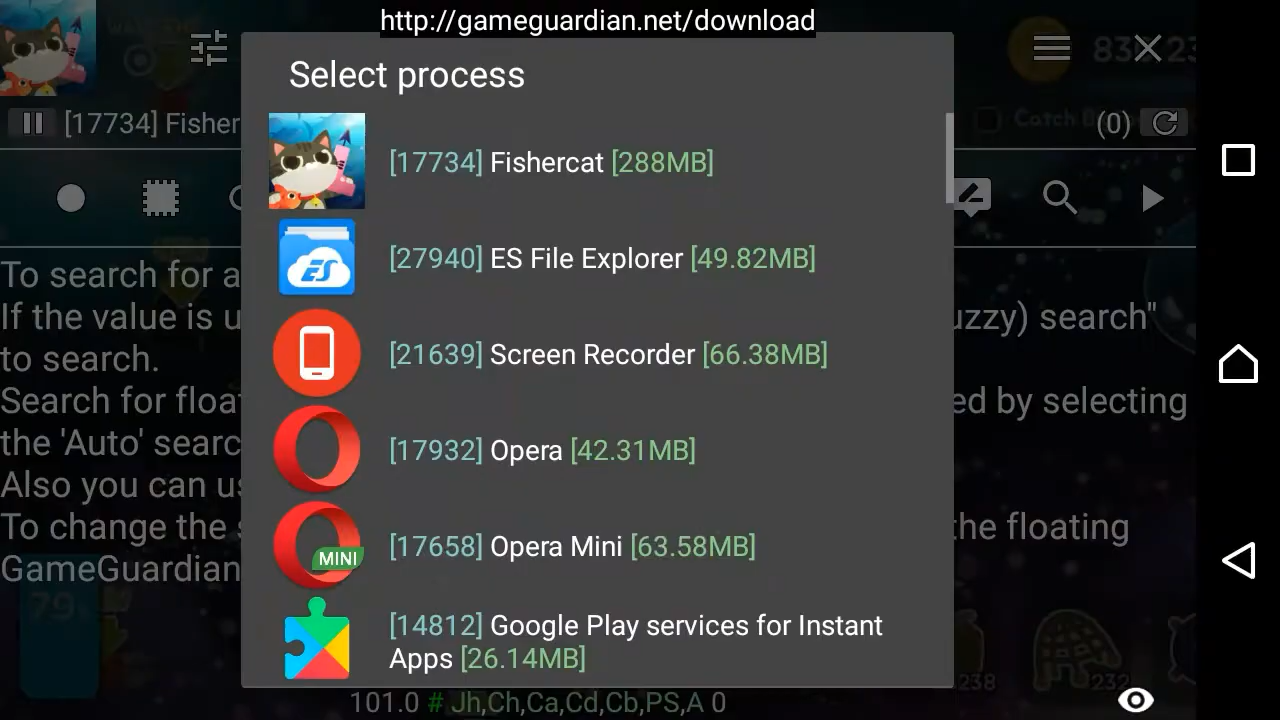 http://gameguardian.net/download
Select process
[17734] Fisher
(0)
[17734] Fishercat [288MB]
[27940] ES File Explorer [49.82MB]
To search for a
If the value is u
uzzy) search"
to search.
[21639] Screen Recorder [66.38MB]
Search for floa
ed by selecting
the 'Auto' searc
[17932] Opera [42.31MB]
Also you can us
To change the s
the floating
MINI
[17658] Opera Mini [63.58MB]
GameGuardian
79
[14812] Google Play services for Instant
Apps [26.14MB]
238
232
101.0 # Jh,Ch,Ca,Cd,Cb,PS,A 0